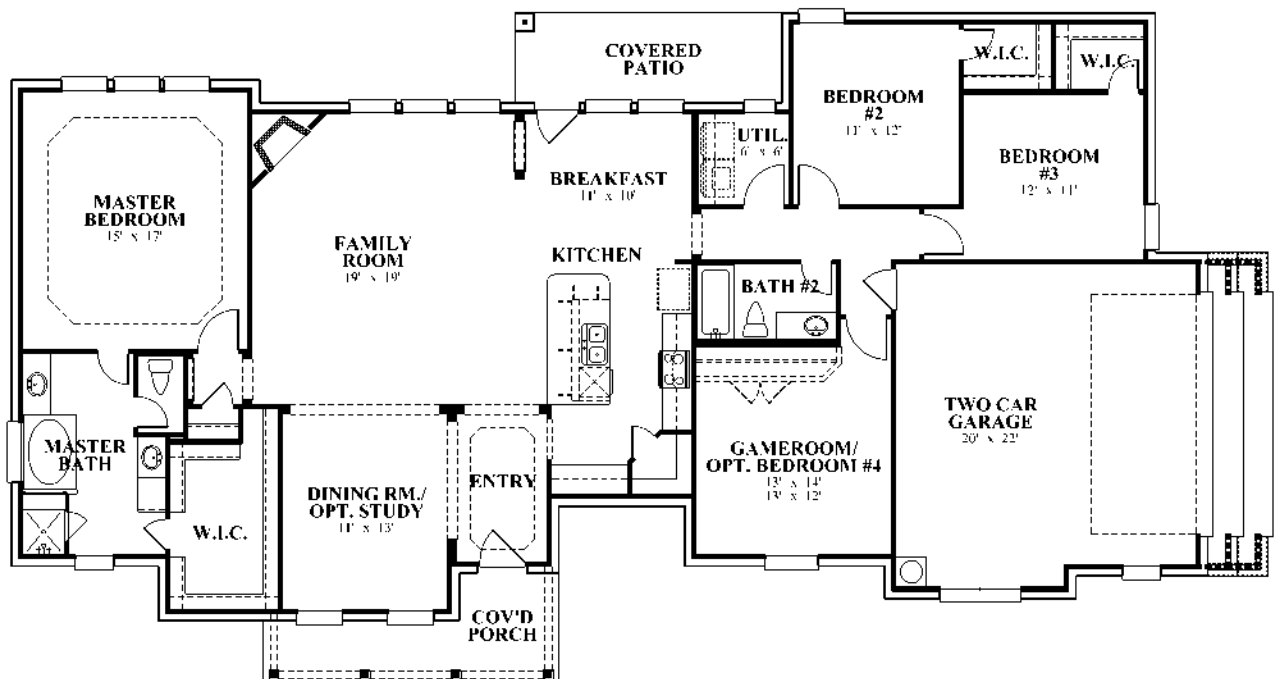 COVERED
PATIO
W.I.C.
W.I.C.
BEDROOM
#2
11' x 12'
UTIL.
6' x 6'
BEDROOM
#3
12' x 11'
BREAKFAST
11' x 10'
MASTER
BEDROOM
15' x 17'
FAMILY
ROOM
19' x 19'
KITCHEN
BATH #2
TWO CAR
GARAGE
20' x 22'
MASTER
BATH
GAMEROOM/
OPT. BEDROOM #4
13' x 14'
13' x 12'
ENTRY
DINING RM./
OPT. STUDY
11' x 13'
W.I.C.
COV'D
PORCH